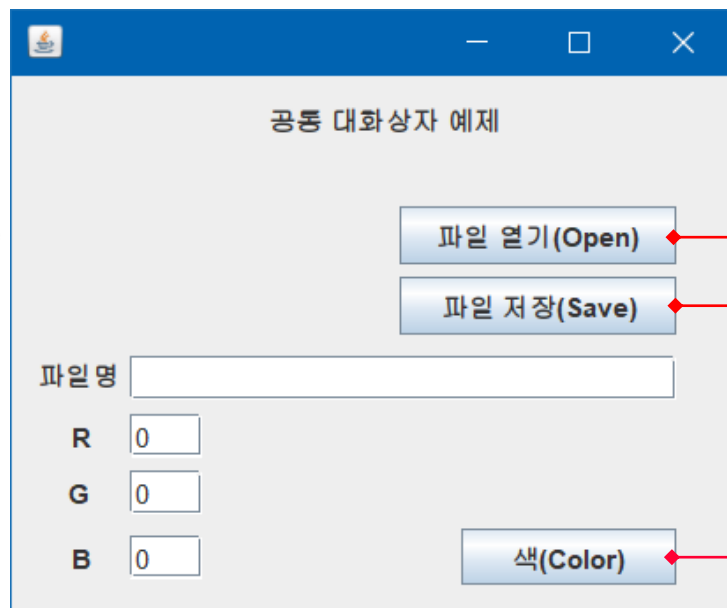 공통 대화상자 예제
파일 열기(Open)
파일 저장(Save)
파일명
R 0
G 0
B 0 색(Color)